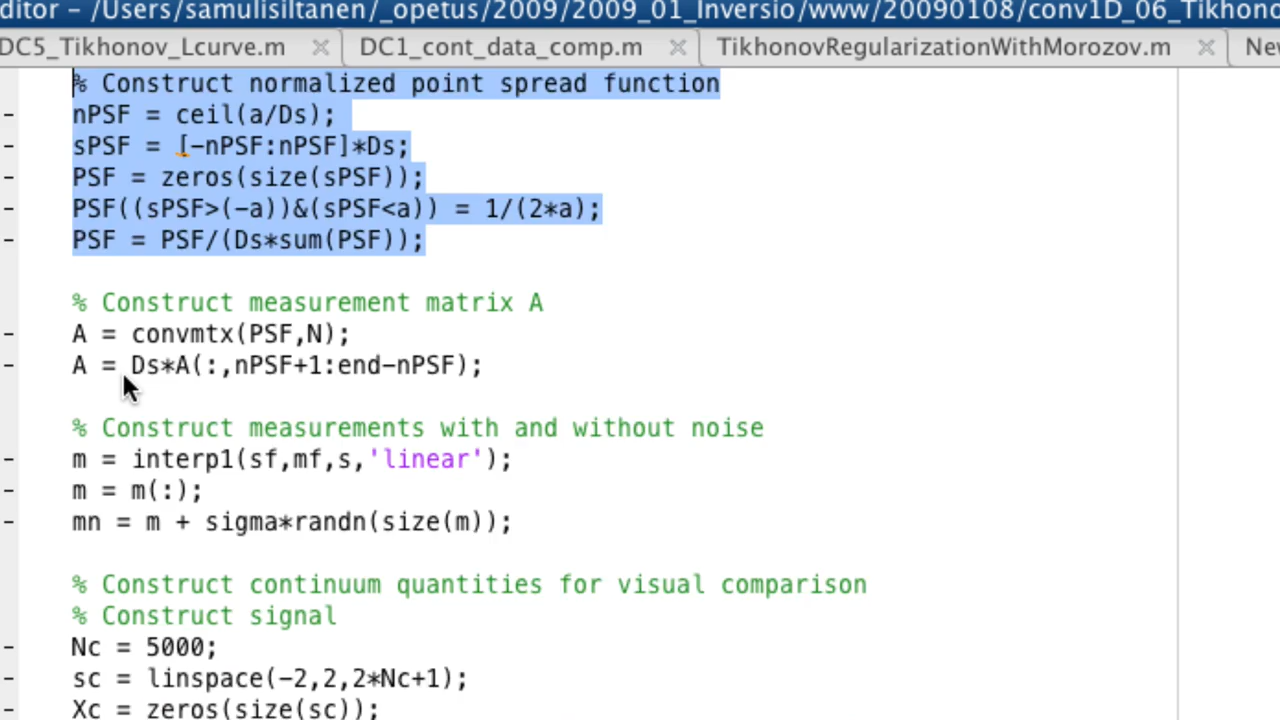 ditor - /Users/samulisiltanen/_opetus/2009/2009_01_Inversio/www/20090108/conv1D_06_Tikhono
DC5_Tikhonov_Lcurve.m DC1_cont_data_comp.m TikhonovRegularizationWithMorozov.m Nev
% Construct normalized point spread function
nPSF = ceil(a/Ds);
sPSF = [-nPSF:nPSF]*Ds;
PSF = zeros(size(sPSF));
PSF((sPSF>(-a))&(sPSF<a)) = 1/(2*a);
PSF = PSF/(Ds*sum(PSF));
% Construct measurement matrix A
A = convmtx(PSF,N);
A = Ds*A(:,nPSF+1:end-nPSF);
% Construct measurements with and without noise
m = interp1(sf,mf,s,'linear');
m = m(:);
mn = m + sigma*randn(size(m));
% Construct continuum quantities for visual comparison
% Construct signal
Nc = 5000;
sc = linspace(-2,2,2*Nc+1);
Xc = zeros(size(sc));